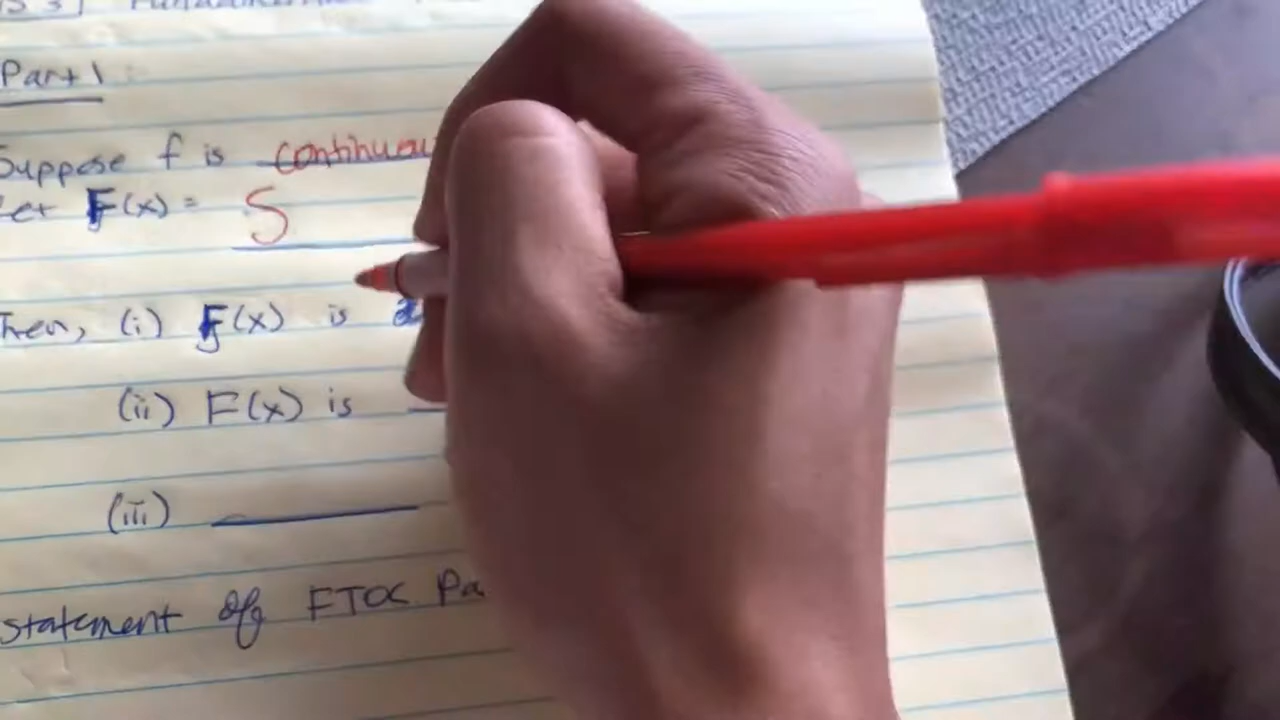 Part 1
Suppose f is continuou
Let F(x) = S
Then, (i) F(x) is
(ii) F(x) is
(iii)
statement of FTOC Pa